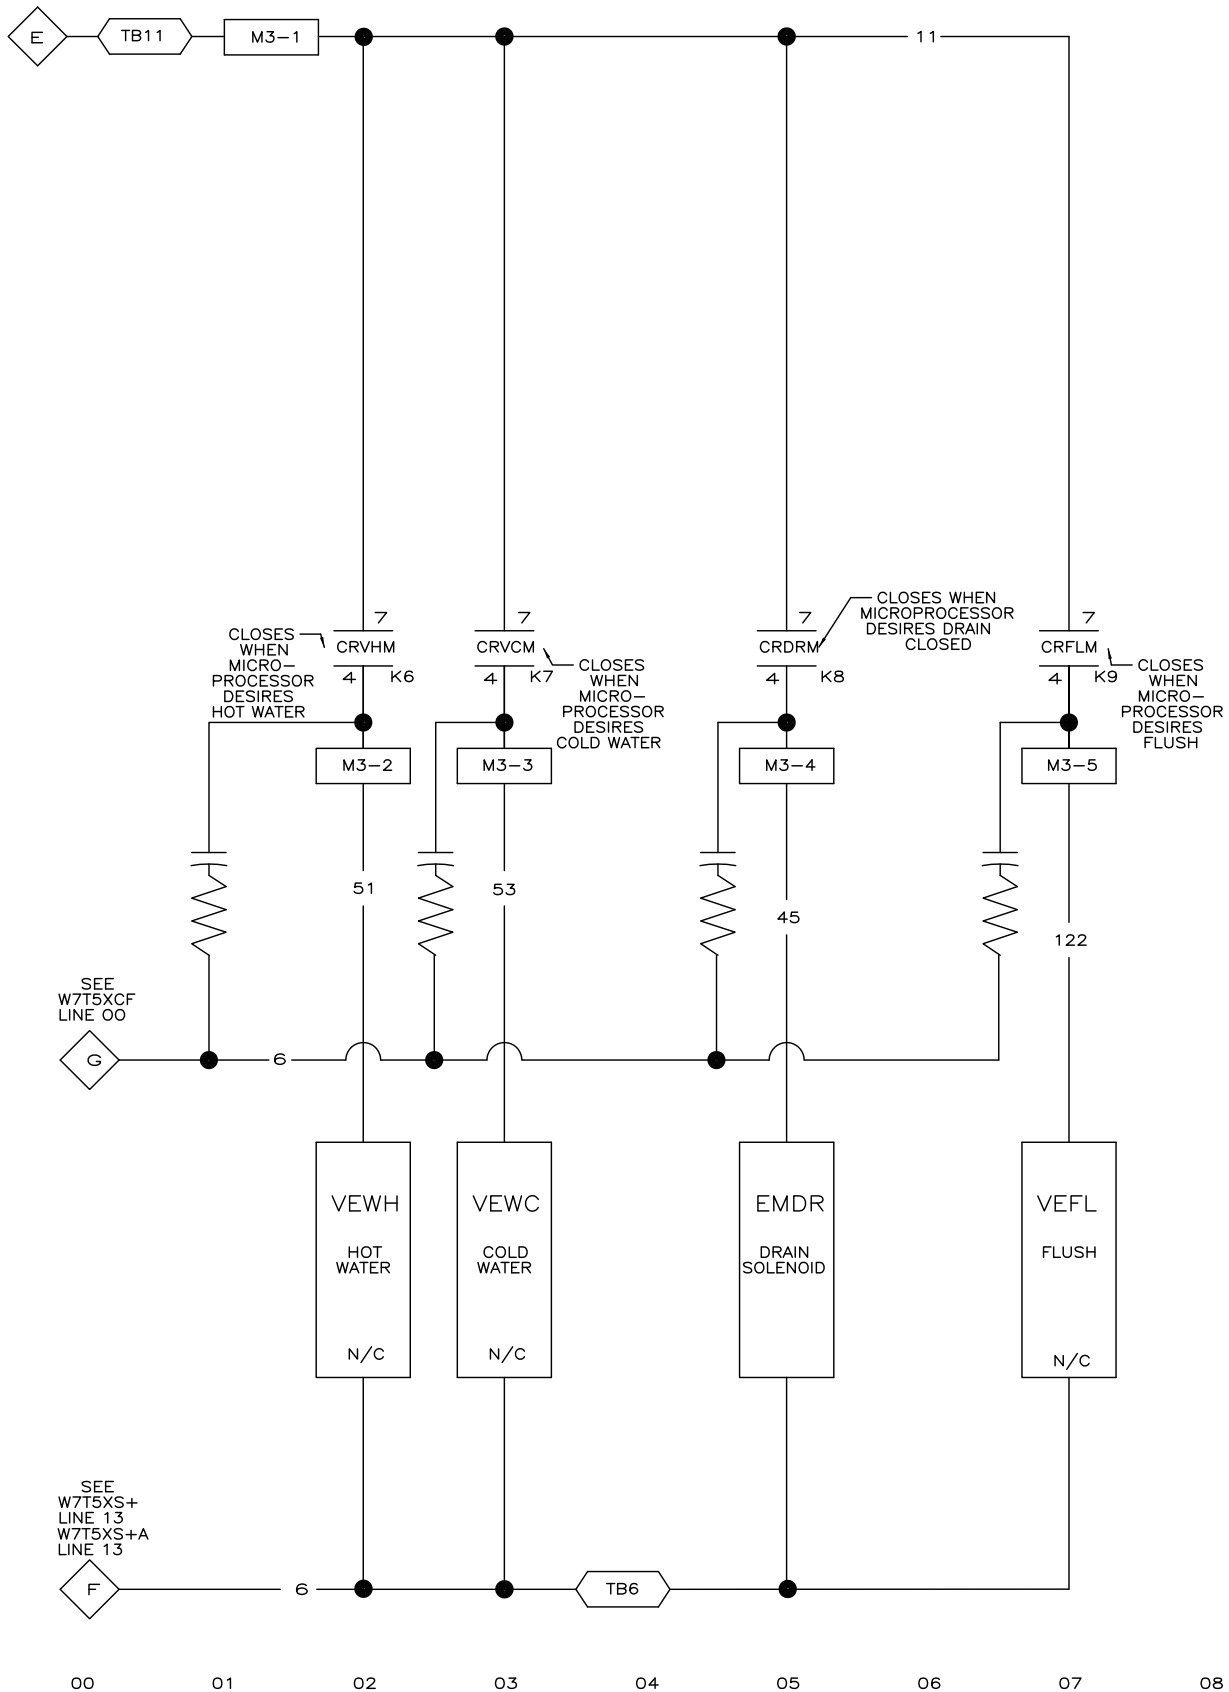 E
TB11
M3-1
11
7
7
7
7
CLOSES
WHEN
MICRO-
PROCESSOR
DESIRES
HOT WATER
CRVHM
4
K6
CRVCM
4
K7
CLOSES
WHEN
MICRO-
PROCESSOR
DESIRES
COLD WATER
CRDRM
4
K8
CLOSES WHEN
MICROPROCESSOR
DESIRES DRAIN
CLOSED
CRFLM
4
K9
CLOSES
WHEN
MICRO-
PROCESSOR
DESIRES
FLUSH
M3-2
M3-3
M3-4
M3-5
51
53
45
122
SEE
W7T5XCF
LINE 00
G
6
VEWH
HOT
WATER
N/C
VEWC
COLD
WATER
N/C
EMDR
DRAIN
SOLENOID
VEFL
FLUSH
N/C
SEE
W7T5XS+
LINE 13
W7T5XS+A
LINE 13
F
6
TB6
00 01 02 03 04 05 06 07 08